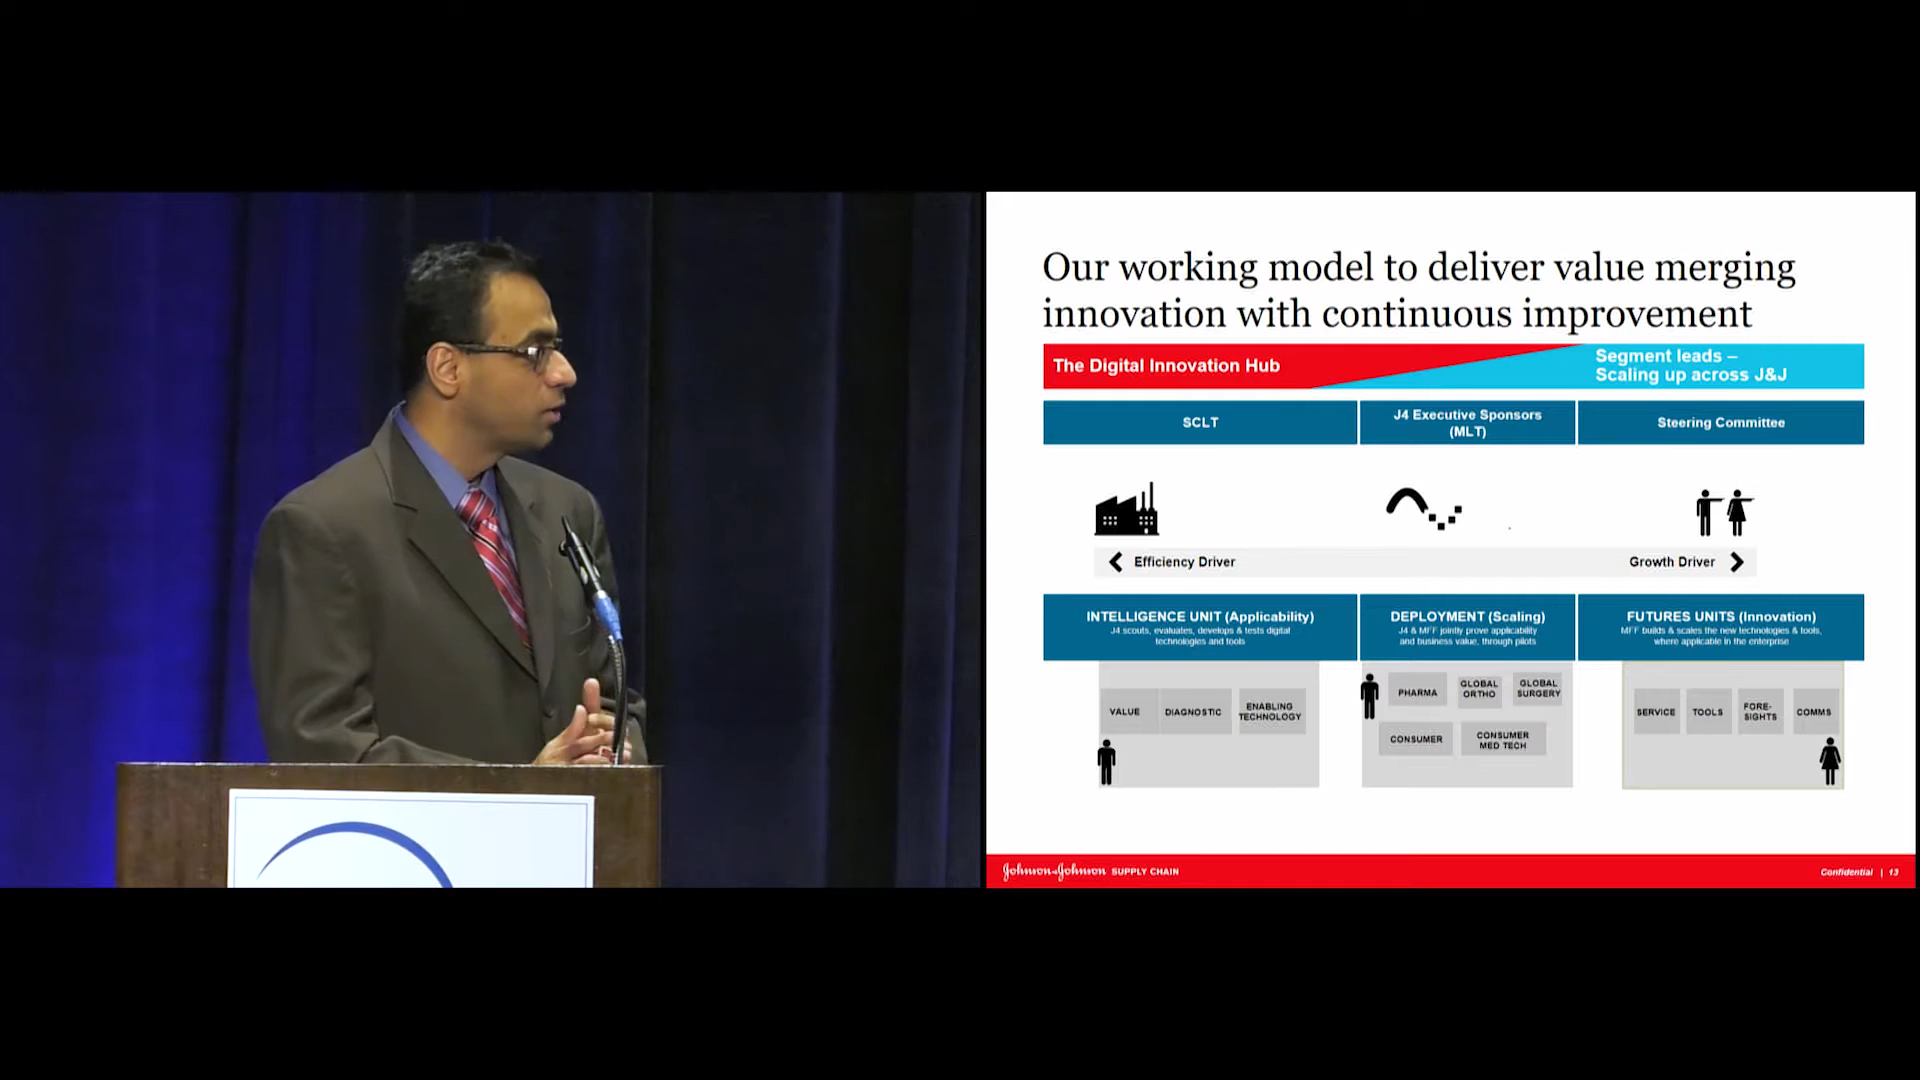 Our working model to deliver value merging
innovation with continuous improvement
The Digital Innovation Hub
Segment leads –
Scaling up across J&J
SCLT
J4 Executive Sponsors
(MLT)
Steering Committee
Efficiency Driver
Growth Driver
INTELLIGENCE UNIT (Applicability)
J4 scouts, evaluates, develops & tests digital
technologies and tools
DEPLOYMENT (Scaling)
J4 & MFF jointly prove applicability
and business value, through pilots
FUTURES UNITS (Innovation)
MFF builds & scales the new technologies & tools,
where applicable in the enterprise
VALUE
DIAGNOSTIC
ENABLING
TECHNOLOGY
PHARMA
GLOBAL
ORTHO
GLOBAL
SURGERY
CONSUMER
CONSUMER
MED TECH
SERVICE
TOOLS
FORE-
SIGHTS
COMMS
Johnson & Johnson SUPPLY CHAIN
Confidential | 13